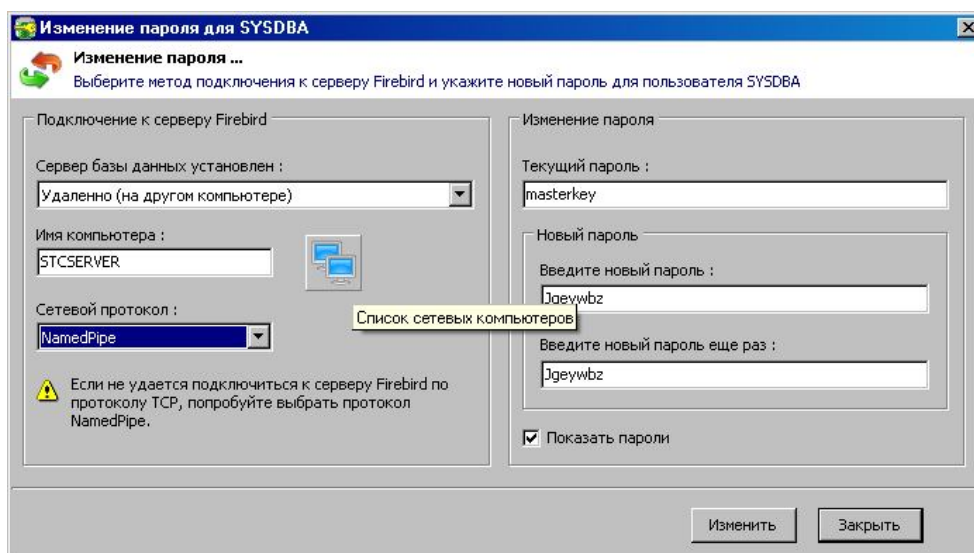 Изменение пароля для SYSDBA
Изменение пароля ...
Выберите метод подключения к серверу Firebird и укажите новый пароль для пользователя SYSDBA
Подключение к серверу Firebird
Сервер базы данных установлен :
Удаленно (на другом компьютере)
Имя компьютера :
STCSERVER
Список сетевых компьютеров
Сетевой протокол :
NamedPipe
Если не удается подключиться к серверу Firebird по
протоколу TCP, попробуйте выбрать протокол
NamedPipe.
Изменение пароля
Текущий пароль :
masterkey
Новый пароль
Введите новый пароль :
Jgeywbz
Введите новый пароль еще раз :
Jgeywbz
Показать пароли
Изменить
Закрыть